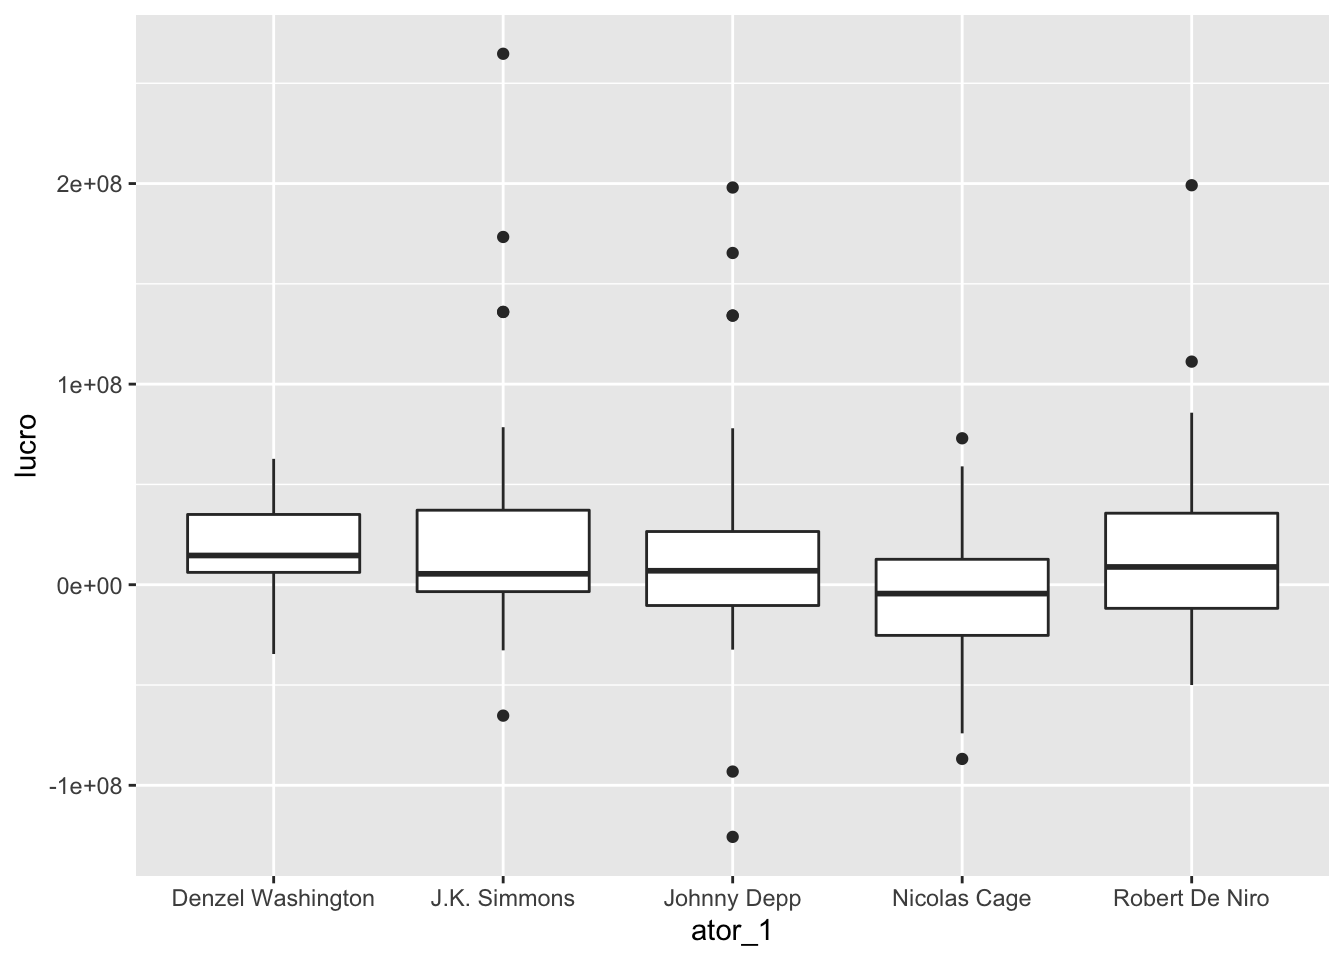 lucro
2e+08
1e+08
0e+00
-1e+08
Denzel Washington
J.K. Simmons
Johnny Depp
Nicolas Cage
Robert De Niro
ator_1